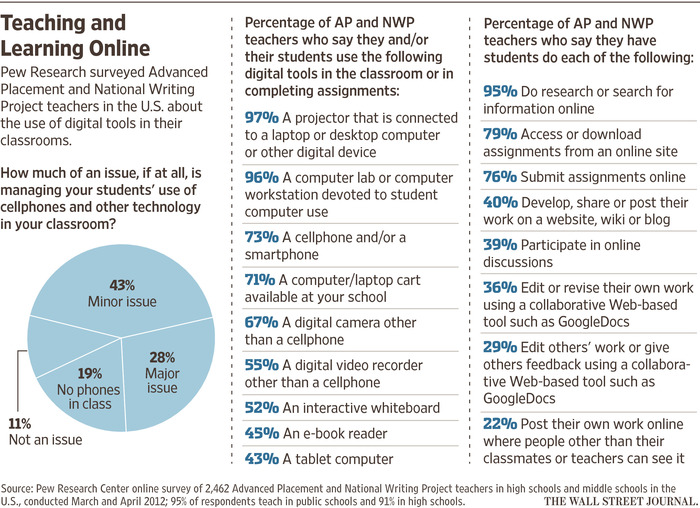 Teaching and
Learning Online
Pew Research surveyed Advanced
Placement and National Writing
Project teachers in the U.S. about
the use of digital tools in their
classrooms.
How much of an issue, if at all, is
managing your students' use of
cellphones and other technology
in your classroom?
43%
Minor issue
28%
Major
issue
19%
No phones
in class
11%
Not an issue
Percentage of AP and NWP
teachers who say they and/or
their students use the following
digital tools in the classroom or in
completing assignments:
97% A projector that is connected
to a laptop or desktop computer
or other digital device
96% A computer lab or computer
workstation devoted to student
computer use
73% A cellphone and/or a
smartphone
71% A computer/laptop cart
available at your school
67% A digital camera other
than a cellphone
55% A digital video recorder
other than a cellphone
52% An interactive whiteboard
45% An e-book reader
43% A tablet computer
Percentage of AP and NWP
teachers who say they have
students do each of the following:
95% Do research or search for
information online
79% Access or download
assignments from an online site
76% Submit assignments online
40% Develop, share or post their
work on a website, wiki or blog
39% Participate in online
discussions
36% Edit or revise their own work
using a collaborative Web-based
tool such as GoogleDocs
29% Edit others' work or give
others feedback using a collabora-
tive Web-based tool such as
GoogleDocs
22% Post their own work online
where people other than their
classmates or teachers can see it
Source: Pew Research Center online survey of 2,462 Advanced Placement and National Writing Project teachers in high schools and middle schools in the
U.S., conducted March and April 2012; 95% of respondents teach in public schools and 91% in high schools.
THE WALL STREET JOURNAL.